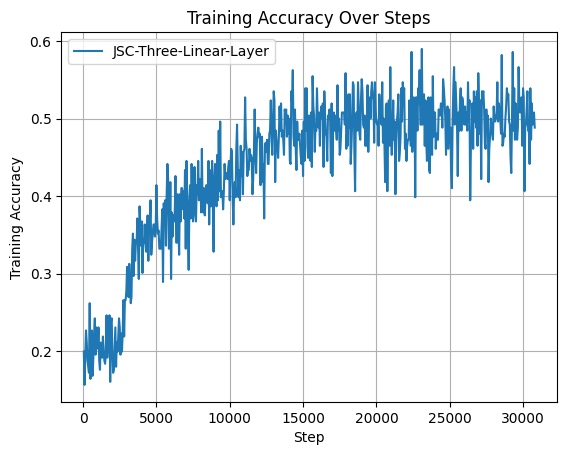 Training Accuracy Over Steps
JSC-Three-Linear-Layer
Training Accuracy
0.6
0.5
0.4
0.3
0.2
0 5000 10000 15000 20000 25000 30000
Step